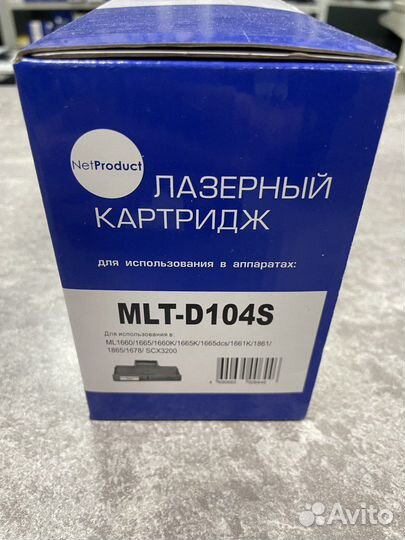 NetProduct
ЛАЗЕРНЫЙ
КАРТРИДЖ
для использования в аппаратах:
MLT-D104S
Для использования в:
ML1660/1665/1660K/1665K/1665dcs/1661K/1861/
1865/1678/ SCX3200
Avito